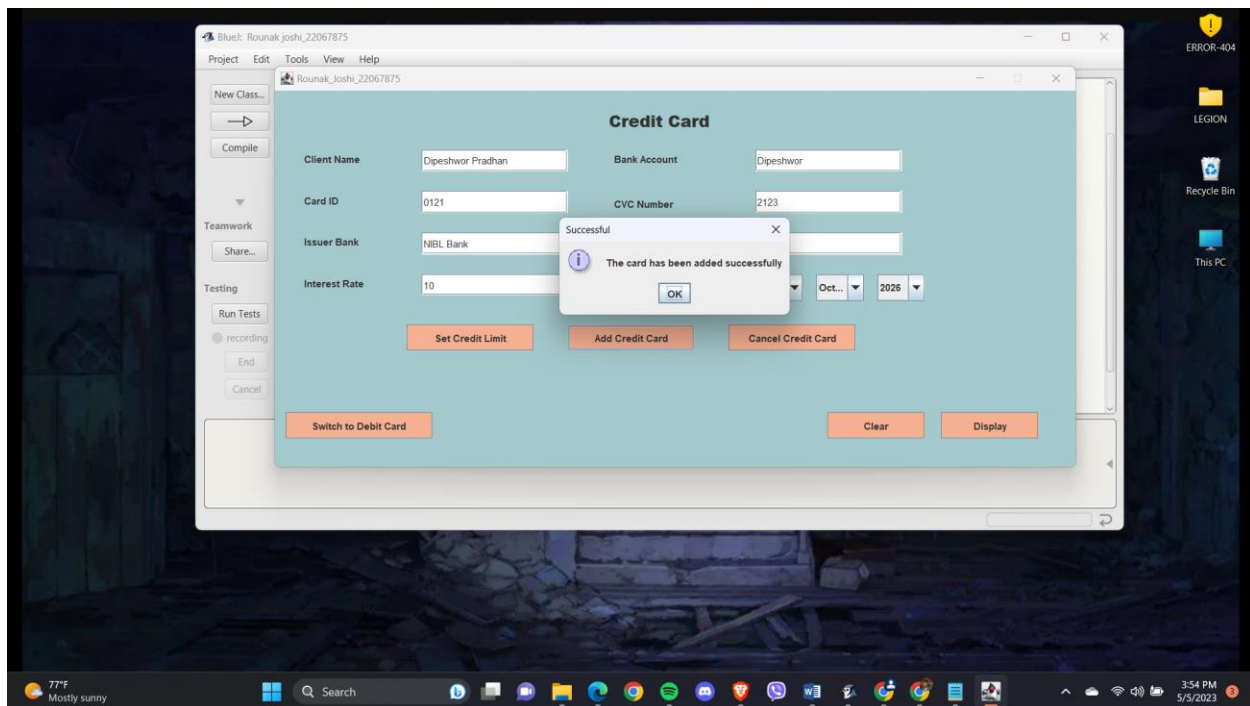 BlueJ: Rounak joshi_22067875
Project Edit Tools View Help
New Class...
Compile
Teamwork
Share...
Testing
Run Tests
recording
End
Cancel
Rounak_Joshi_22067875
Credit Card
Client Name Dipeshwor Pradhan Bank Account Dipeshwor
Card ID 0121 CVC Number 2123
Issuer Bank NIBL Bank
Interest Rate 10 Oct... 2026
Successful
The card has been added successfully
OK
Set Credit Limit Add Credit Card Cancel Credit Card
Switch to Debit Card Clear Display
ERROR-404
LEGION
Recycle Bin
This PC
77°F
Mostly sunny
Search
3:54 PM
5/5/2023
3